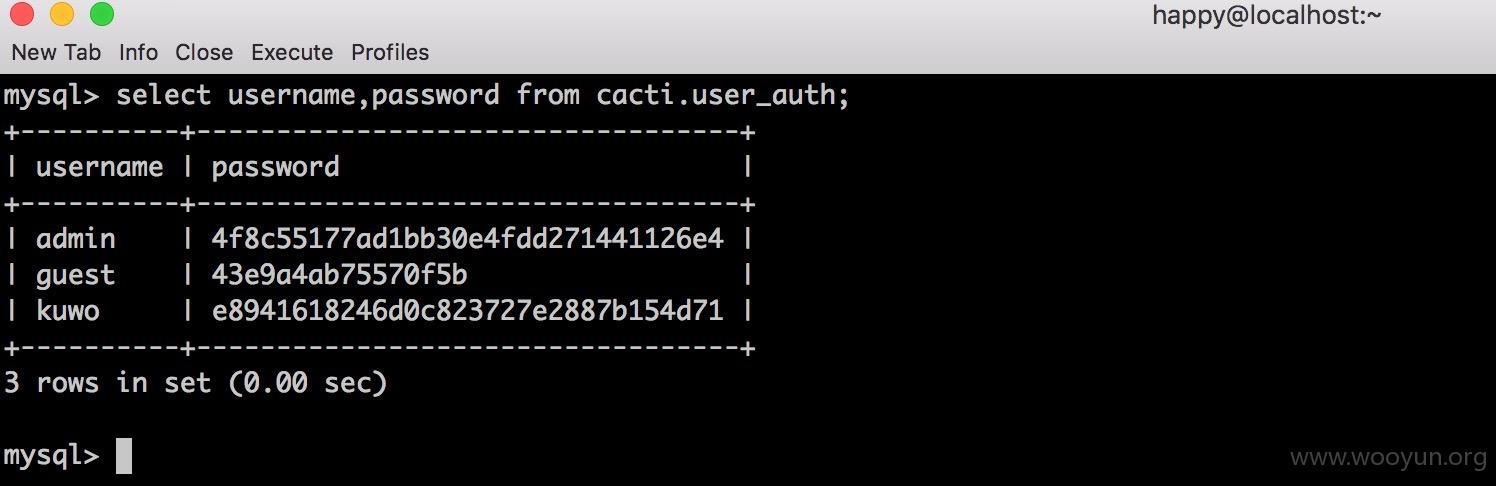 happy@localhost:~
New Tab Info Close Execute Profiles
mysql> select username,password from cacti.user_auth;
+----------+----------------------------------+
| username | password                         |
+----------+----------------------------------+
| admin    | 4f8c55177ad1bb30e4fdd271441126e4 |
| guest    | 43e9a4ab75570f5b                 |
| kuwo     | e8941618246d0c823727e2887b154d71 |
+----------+----------------------------------+
3 rows in set (0.00 sec)
mysql>
www.wooyun.org